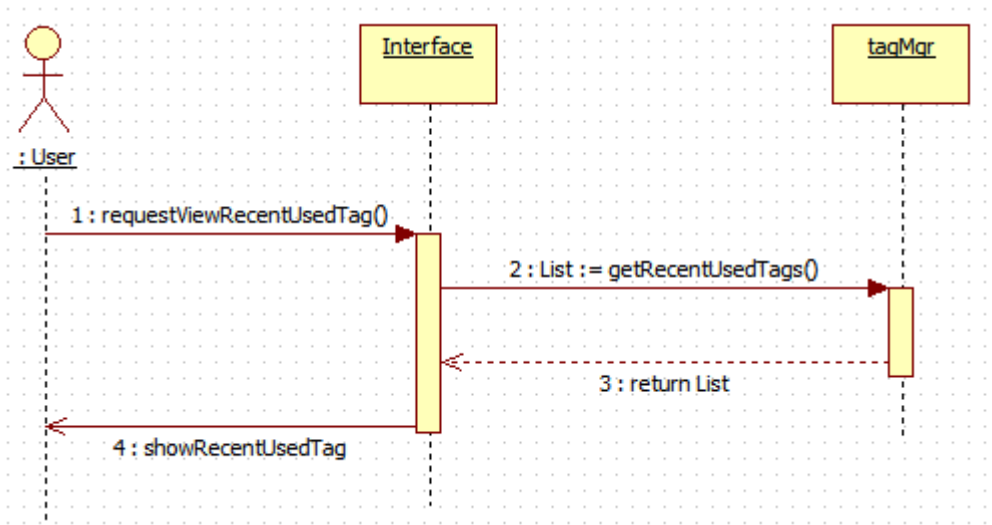 Interface
tagMgr
: User
1 : requestViewRecentUsedTag()
2 : List := getRecentUsedTags()
3 : return List
4 : showRecentUsedTag